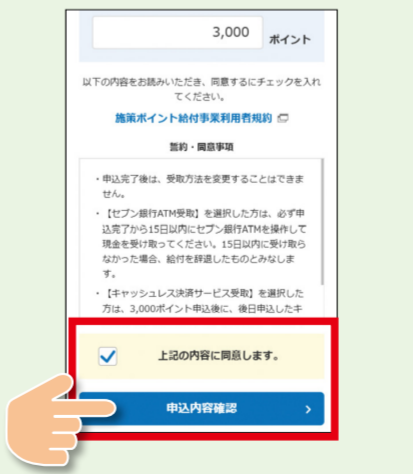 3,000 ポイント
以下の内容をお読みいただき、同意するにチェックを入れ
てください。
施策ポイント給付事業利用者規約
誓約・同意事項
・申込完了後は、受取方法を変更することはできま
せん。
・【セブン銀行ATM受取】を選択した方は、必ず申
込完了から15日以内にセブン銀行ATMを操作して
現金を受け取ってください。15日以内に受け取ら
なかった場合、給付を辞退したものとみなしま
す。
・【キャッシュレス決済サービス受取】を選択した
方は、3,000ポイント申込後に、後日申込したキ
上記の内容に同意します。
申込内容確認